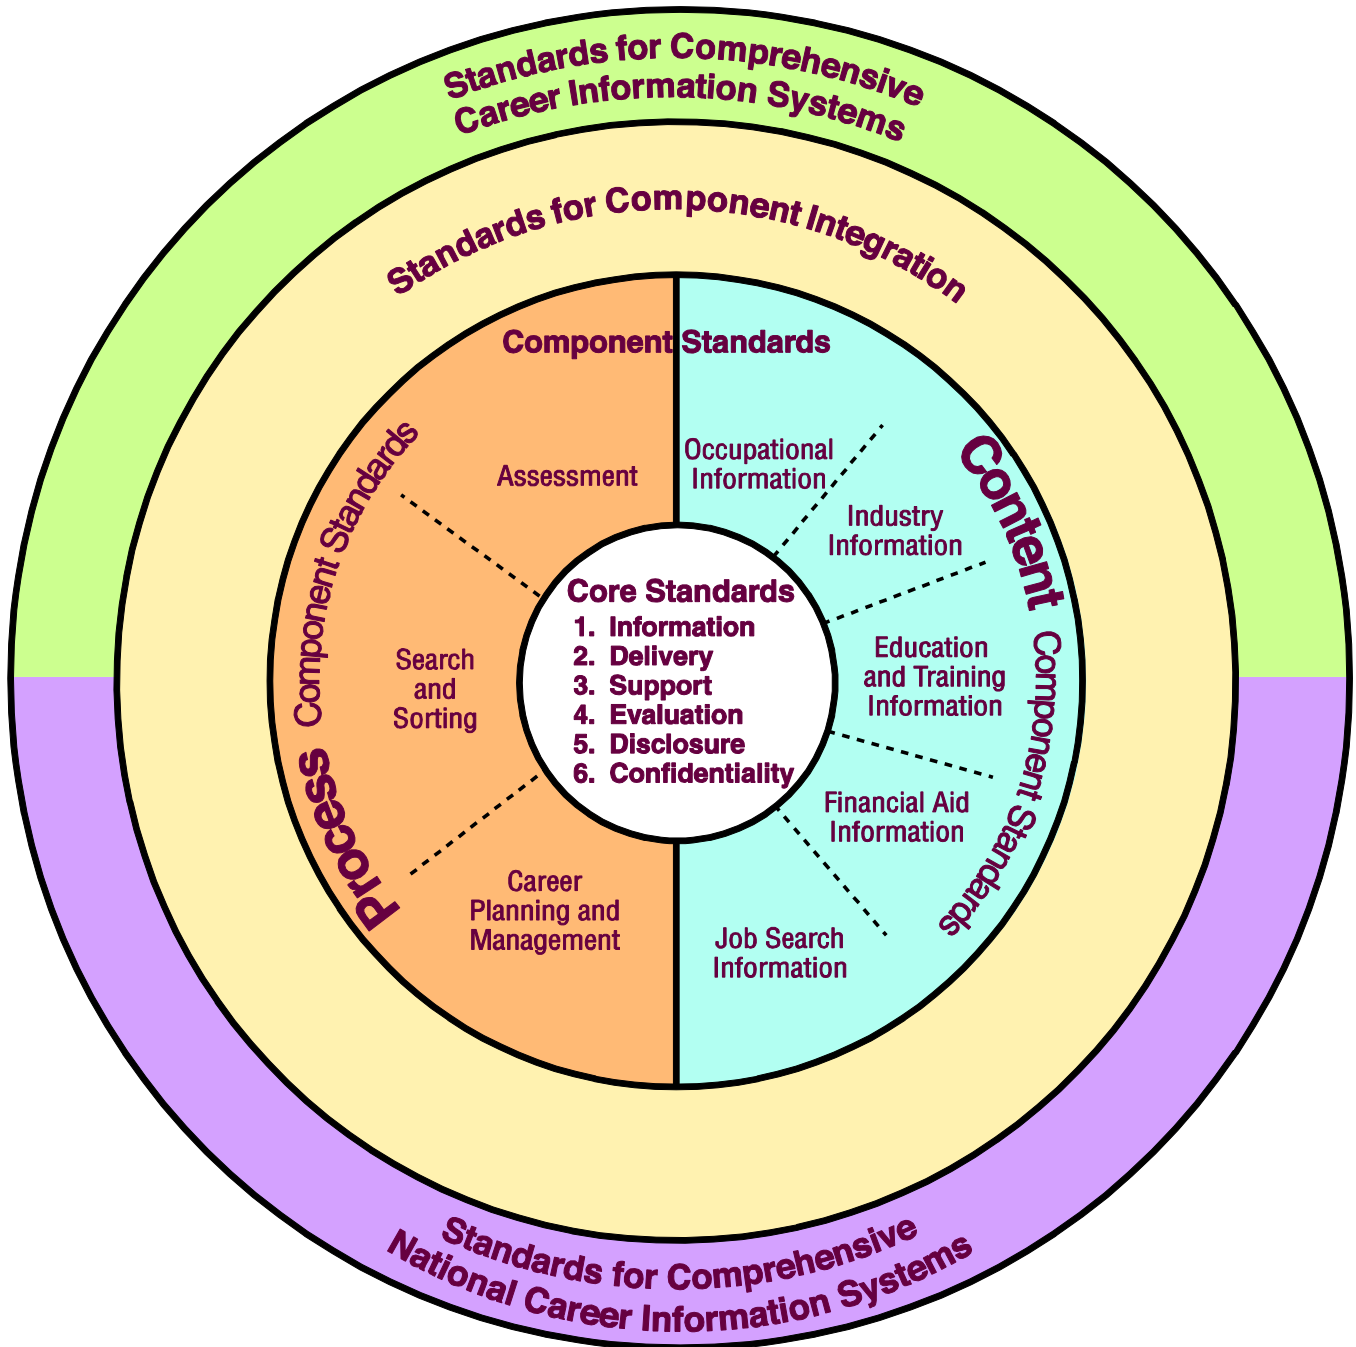 Standards for Comprehensive
Career Information Systems
Standards for Component Integration
Component Standards
Process Component Standards
Assessment
Search
and
Sorting
Career
Planning and
Management
Content Component Standards
Occupational
Information
Industry
Information
Education
and Training
Information
Financial Aid
Information
Job Search
Information
Core Standards
1. Information
2. Delivery
3. Support
4. Evaluation
5. Disclosure
6. Confidentiality
Standards for Comprehensive
National Career Information Systems